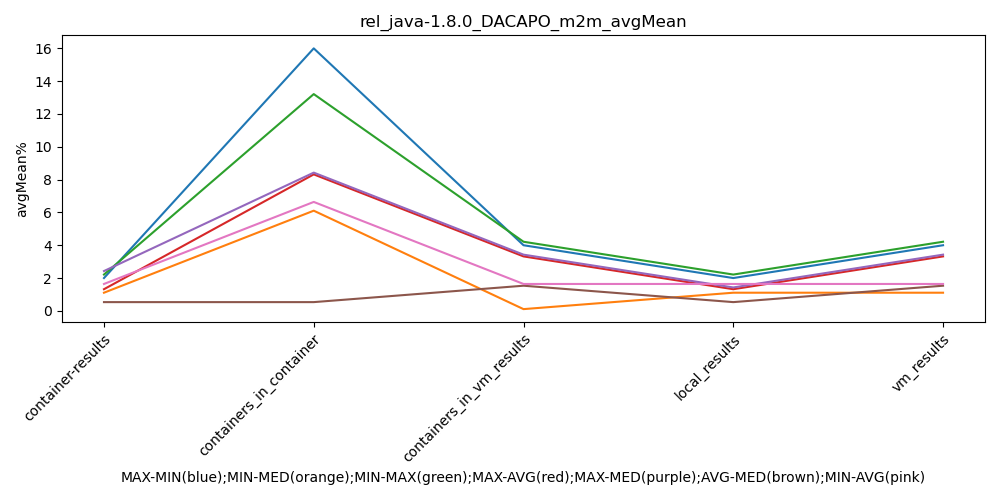 rel_java-1.8.0_DACAPO_m2m_avgMean
avgMean%
16
14
12
10
8
6
4
2
0
container-results
containers_in_container
containers_in_vm_results
local_results
vm_results
MAX-MIN(blue);MIN-MED(orange);MIN-MAX(green);MAX-AVG(red);MAX-MED(purple);AVG-MED(brown);MIN-AVG(pink)